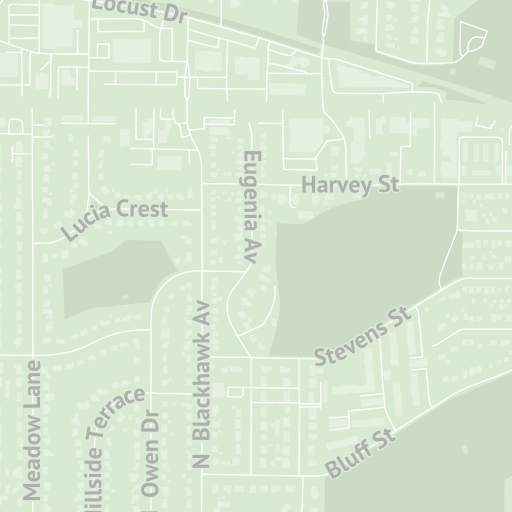 Locust Dr
Eugenia Av
Harvey St
Lucia Crest
Stevens St
N Blackhawk Av
Meadow Lane
Hillside Terrace
Owen Dr
Bluff St